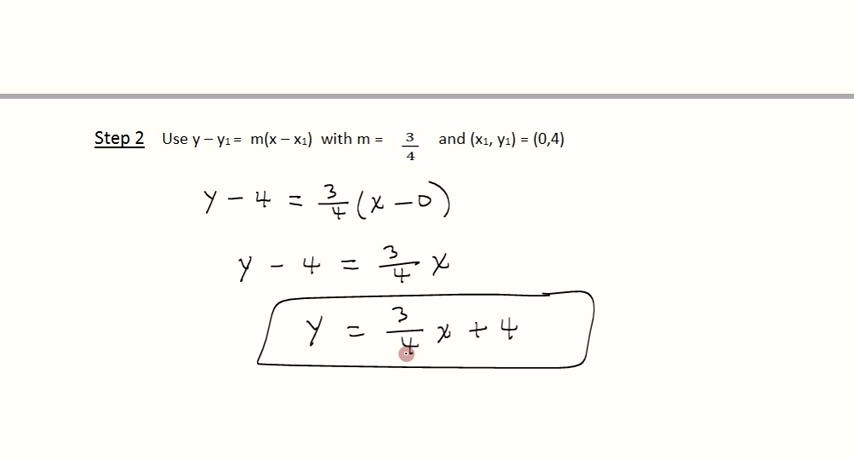 Step 2 Use y – y₁ = m(x – x₁) with m = 3/4 and (x₁, y₁) = (0,4)
y – 4 = 3/4 (x – 0)
y – 4 = 3/4 x
y = 3/4 x + 4